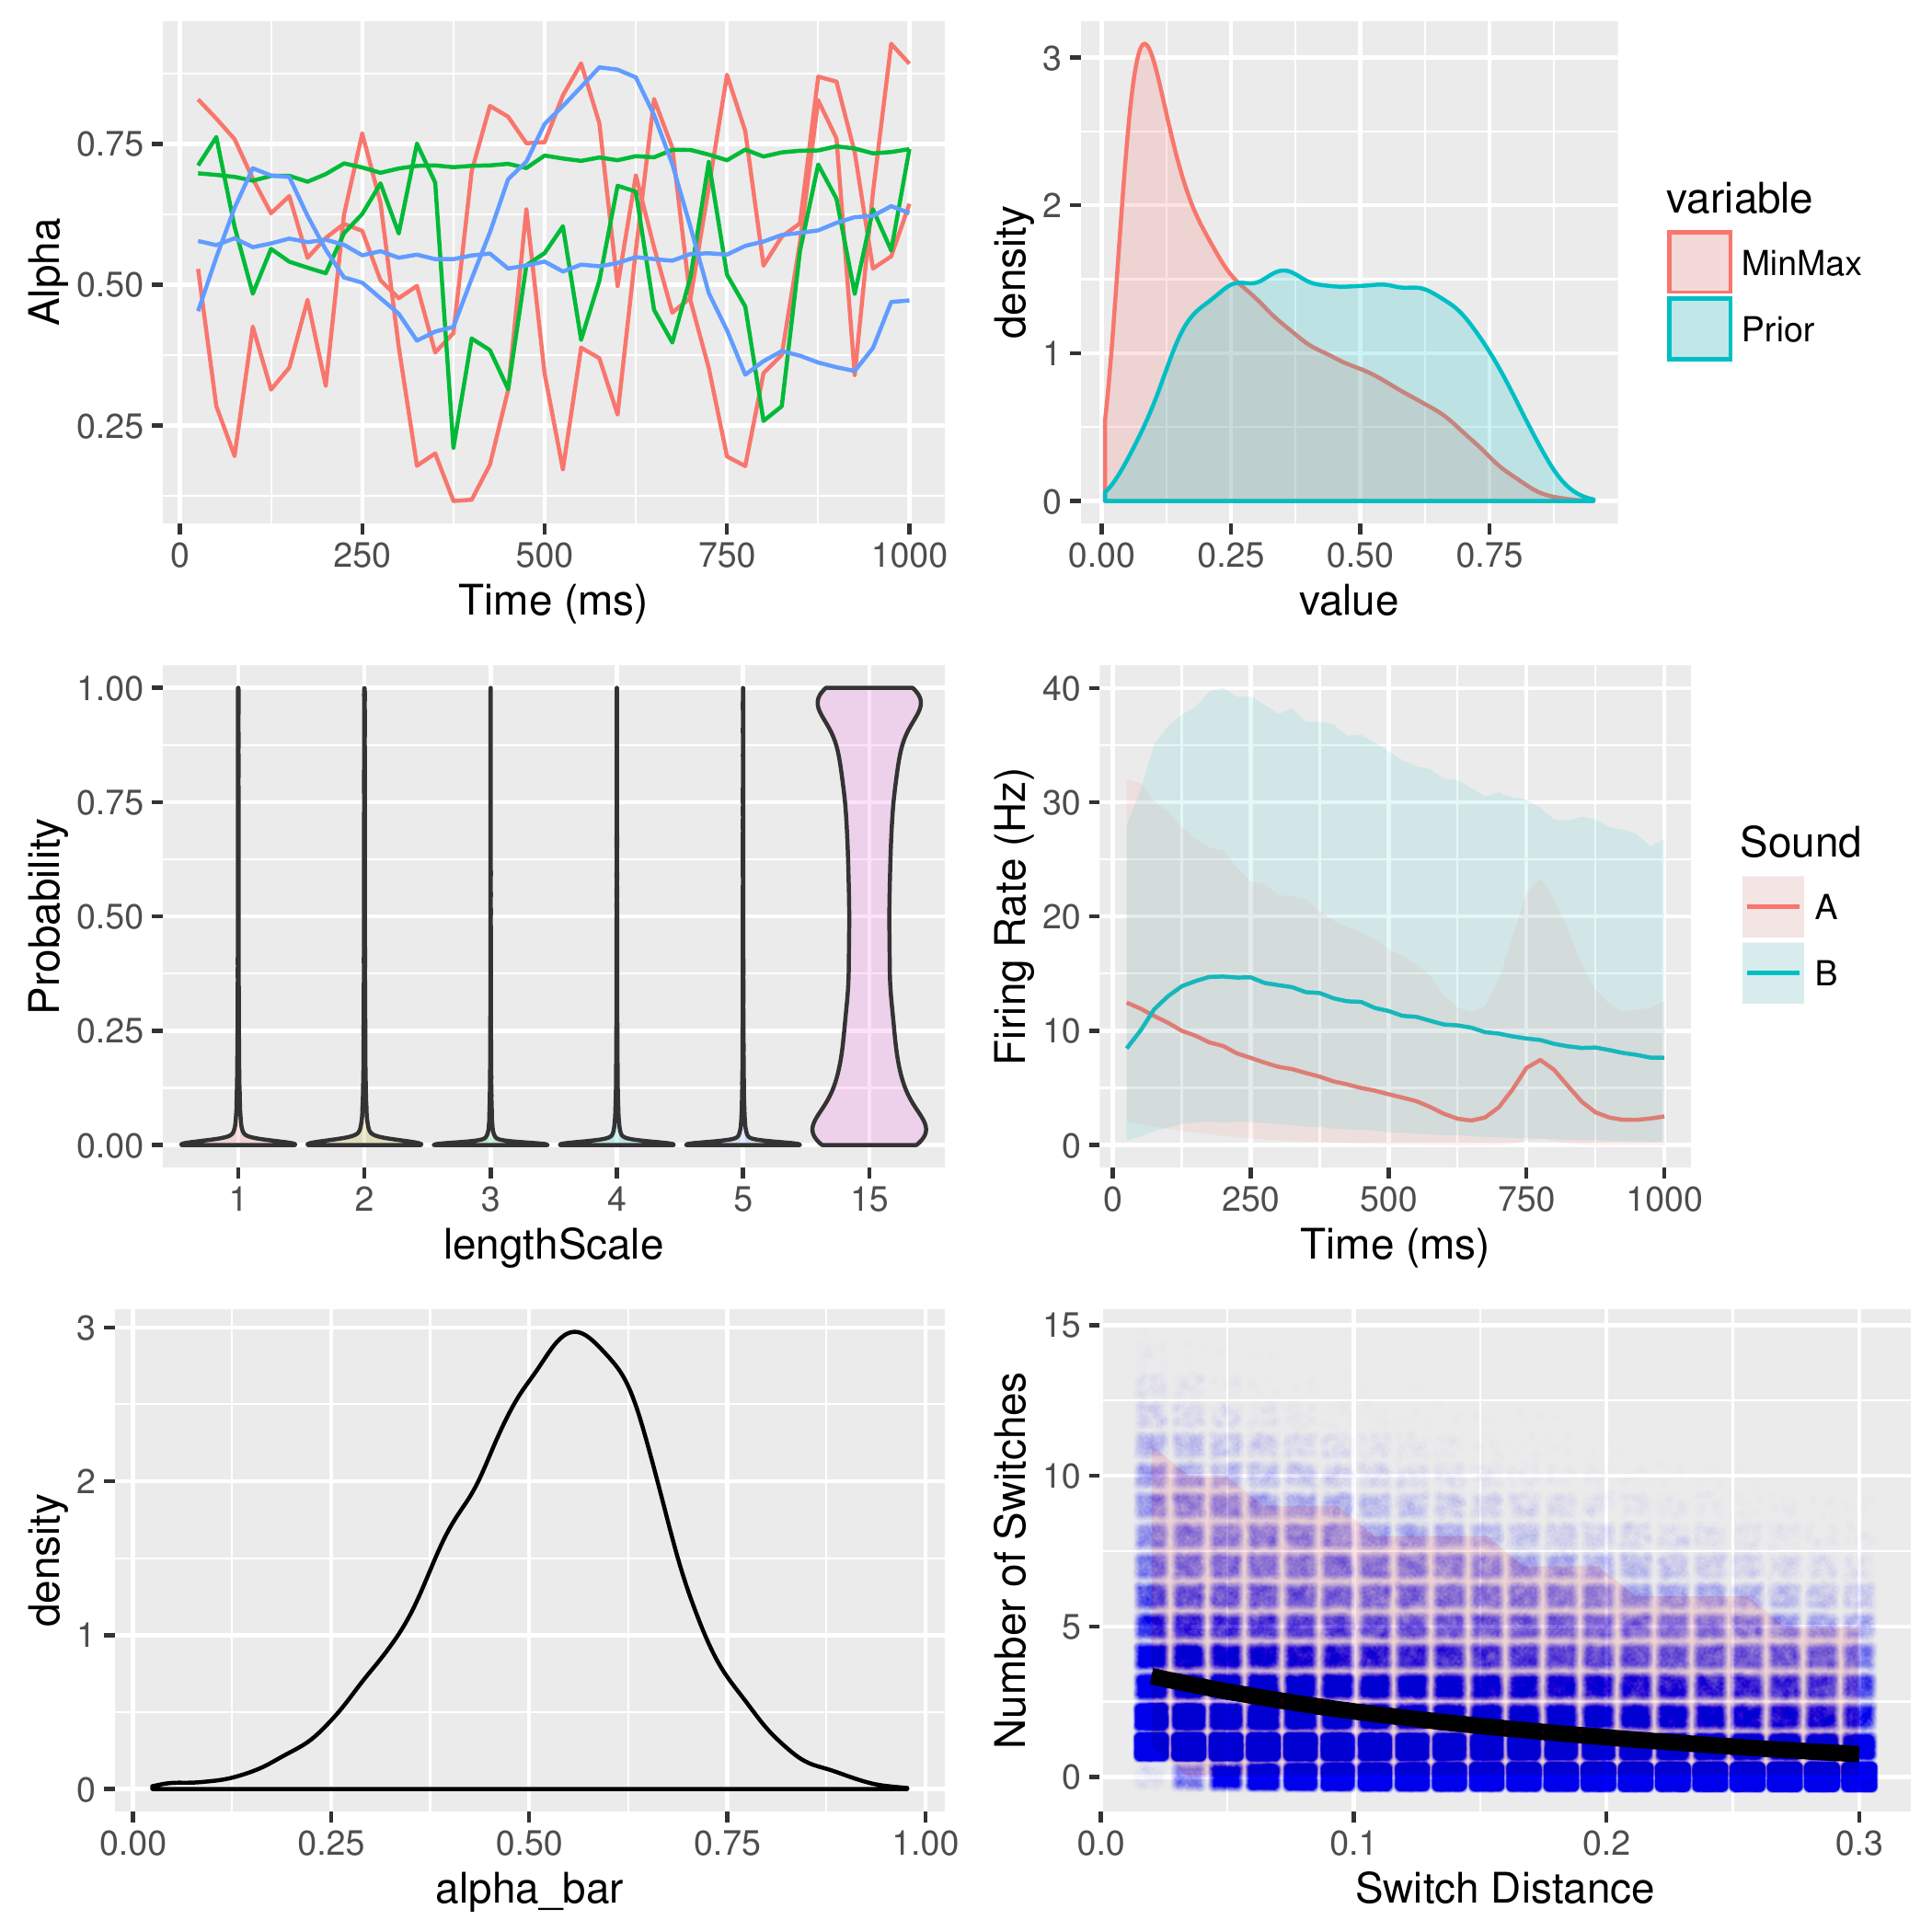 Alpha
0.75
0.50
0.25
0 250 500 750 1000
Time (ms)
density
3
2
1
0
0.00 0.25 0.50 0.75
value
variable
MinMax
Prior
Probability
1.00
0.75
0.50
0.25
0.00
1 2 3 4 5 15
lengthScale
Firing Rate (Hz)
40
30
20
10
0
0 250 500 750 1000
Time (ms)
Sound
A
B
density
3
2
1
0
0.00 0.25 0.50 0.75 1.00
alpha_bar
Number of Switches
15
10
5
0
0.0 0.1 0.2 0.3
Switch Distance